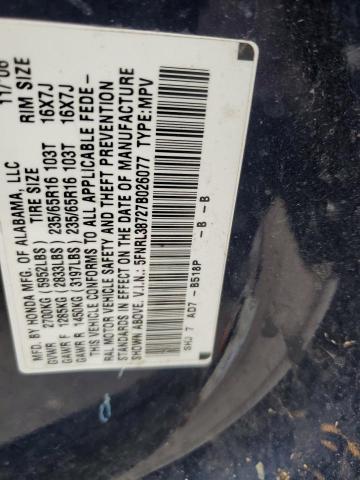 MFD. BY HONDA MFG. OF ALABAMA, LLC 11/06
TIRE SIZE RIM SIZE
GVWR 2700KG (5952LBS)
GAWR F 1285KG (2833LBS) 235/65R16 103T 16X7J
GAWR R 1450KG (3197LBS) 235/65R16 103T 16X7J
THIS VEHICLE CONFORMS TO ALL APPLICABLE FEDE-
RAL MOTOR VEHICLE SAFETY AND THEFT PREVENTION
STANDARDS IN EFFECT ON THE DATE OF MANUFACTURE
SHOWN ABOVE. V.I.N.: 5FNRL38727B026077 TYPE:MPV
SHJ 7 AD7 -B518P -B -B